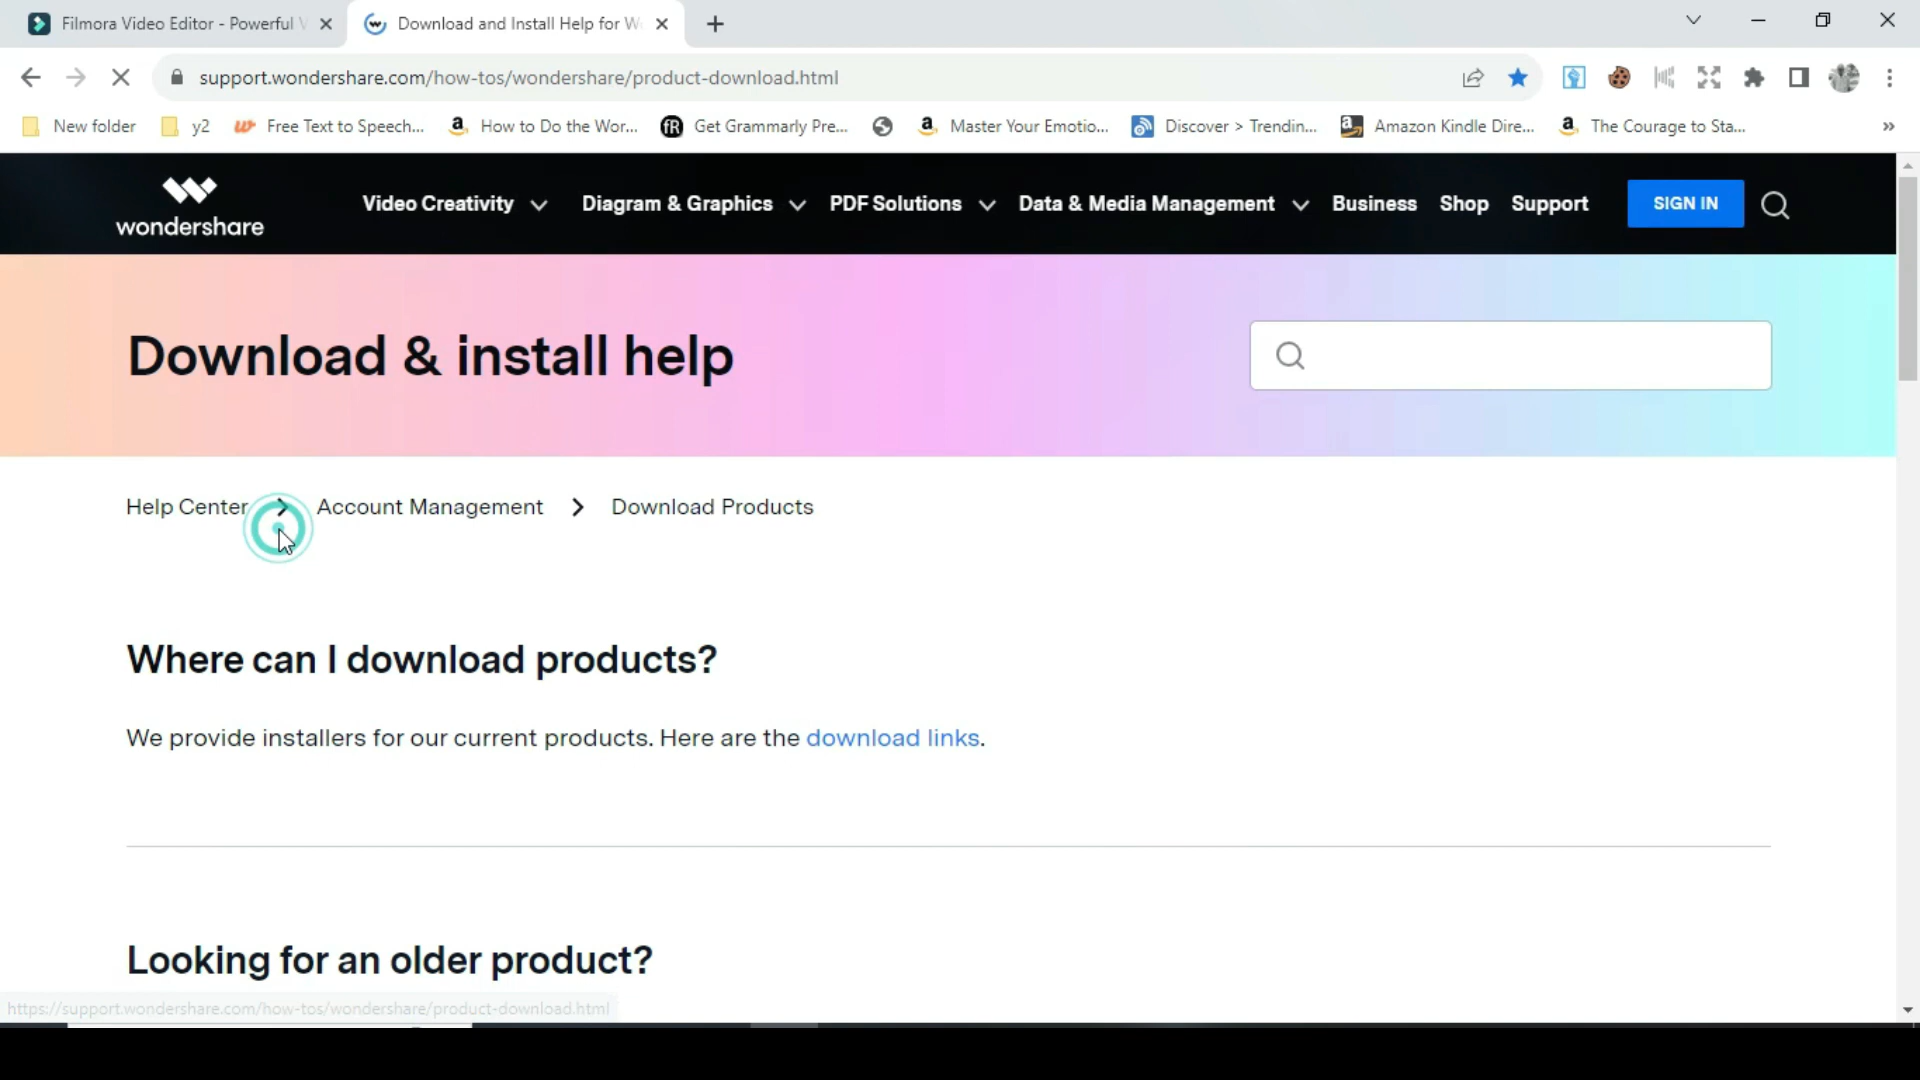 Filmora Video Editor - Powerful V
Download and Install Help for W
support.wondershare.com/how-tos/wondershare/product-download.html
New folder
y2
Free Text to Speech...
How to Do the Wor...
fR
Get Grammarly Pre...
Master Your Emotio...
Discover > Trendin...
Amazon Kindle Dire...
The Courage to Sta...
wondershare
Video Creativity
Diagram & Graphics
PDF Solutions
Data & Media Management
Business
Shop
Support
SIGN IN
Download & install help
Help Center
Account Management
Download Products
Where can I download products?
We provide installers for our current products. Here are the download links.
Looking for an older product?
https://support.wondershare.com/how-tos/wondershare/product-download.html